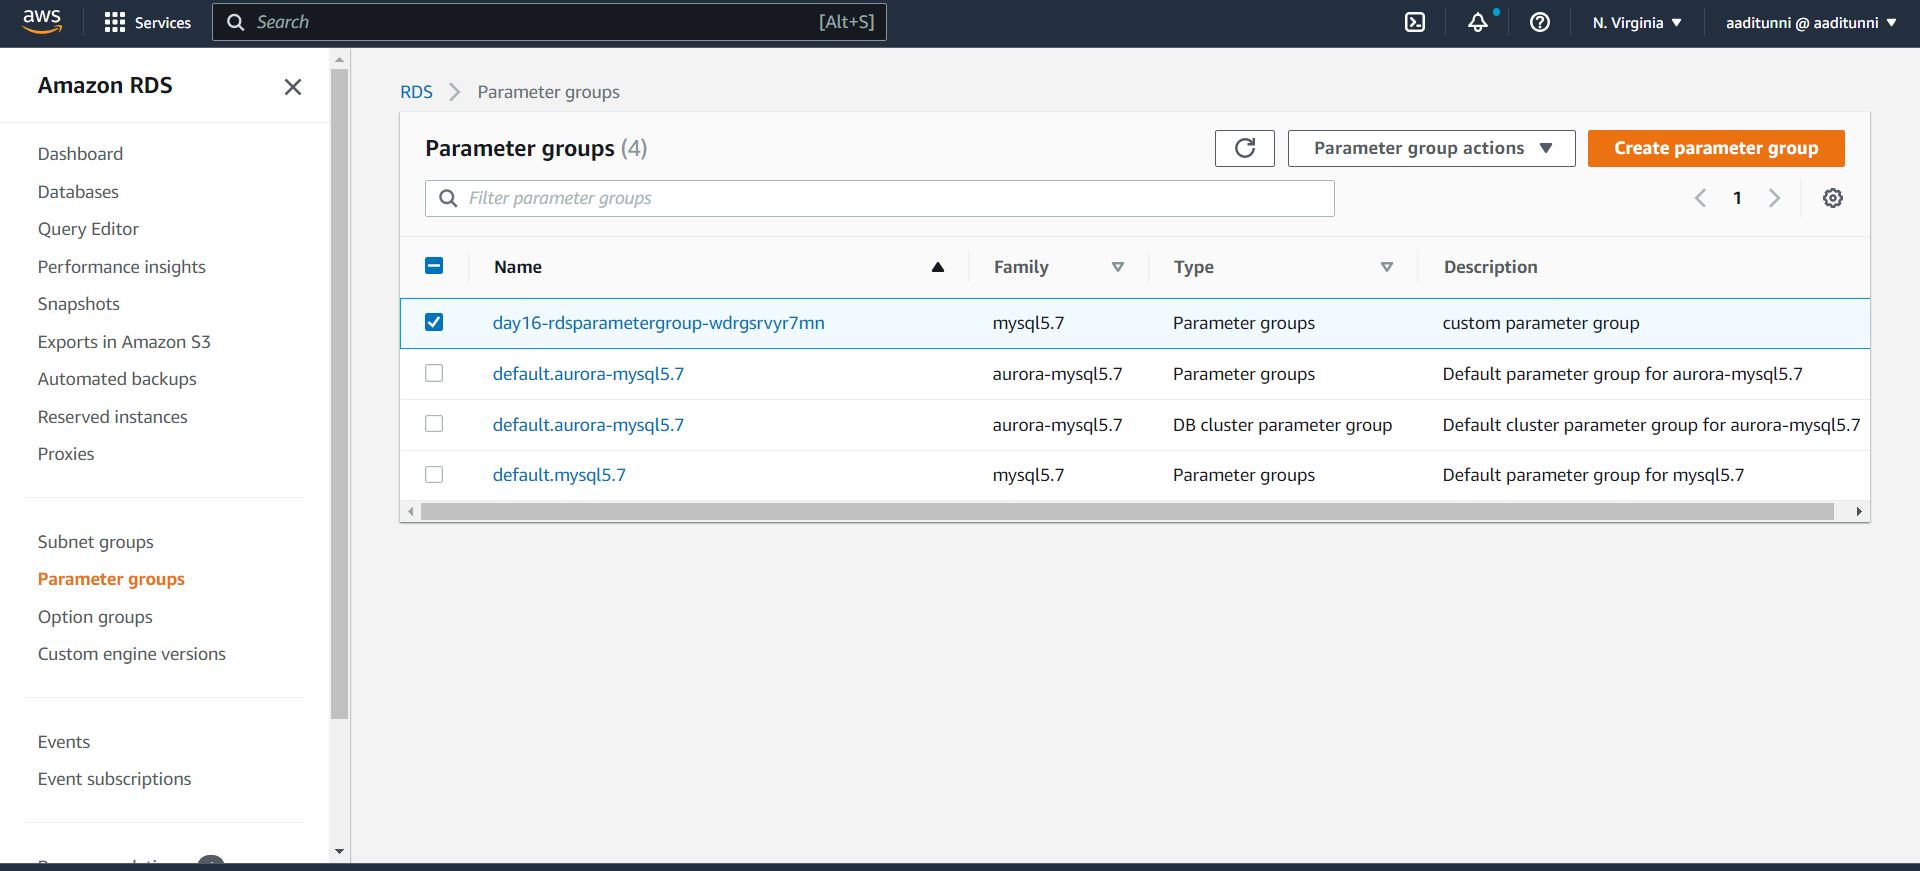 aws Services Search [Alt+S] N. Virginia aaditunni @ aaditunni
Amazon RDS
Dashboard
Databases
Query Editor
Performance insights
Snapshots
Exports in Amazon S3
Automated backups
Reserved instances
Proxies
Subnet groups
Parameter groups
Option groups
Custom engine versions
Events
Event subscriptions
RDS Parameter groups
Parameter groups (4) Parameter group actions Create parameter group
Filter parameter groups 1
Name Family Type Description
day16-rdsparametergroup-wdrgsrvyr7mn mysql5.7 Parameter groups custom parameter group
default.aurora-mysql5.7 aurora-mysql5.7 Parameter groups Default parameter group for aurora-mysql5.7
default.aurora-mysql5.7 aurora-mysql5.7 DB cluster parameter group Default cluster parameter group for aurora-mysql5.7
default.mysql5.7 mysql5.7 Parameter groups Default parameter group for mysql5.7